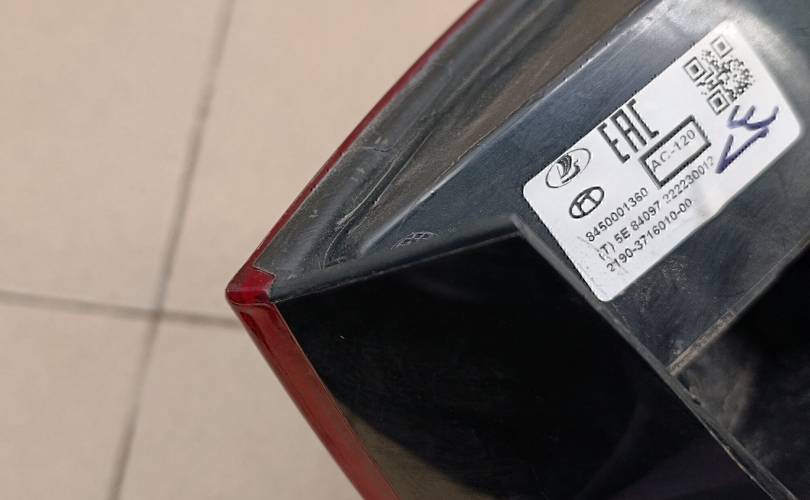 EAC
AC-120
8450001360
(T) 5E 84097 222230012
2190-3716010-00